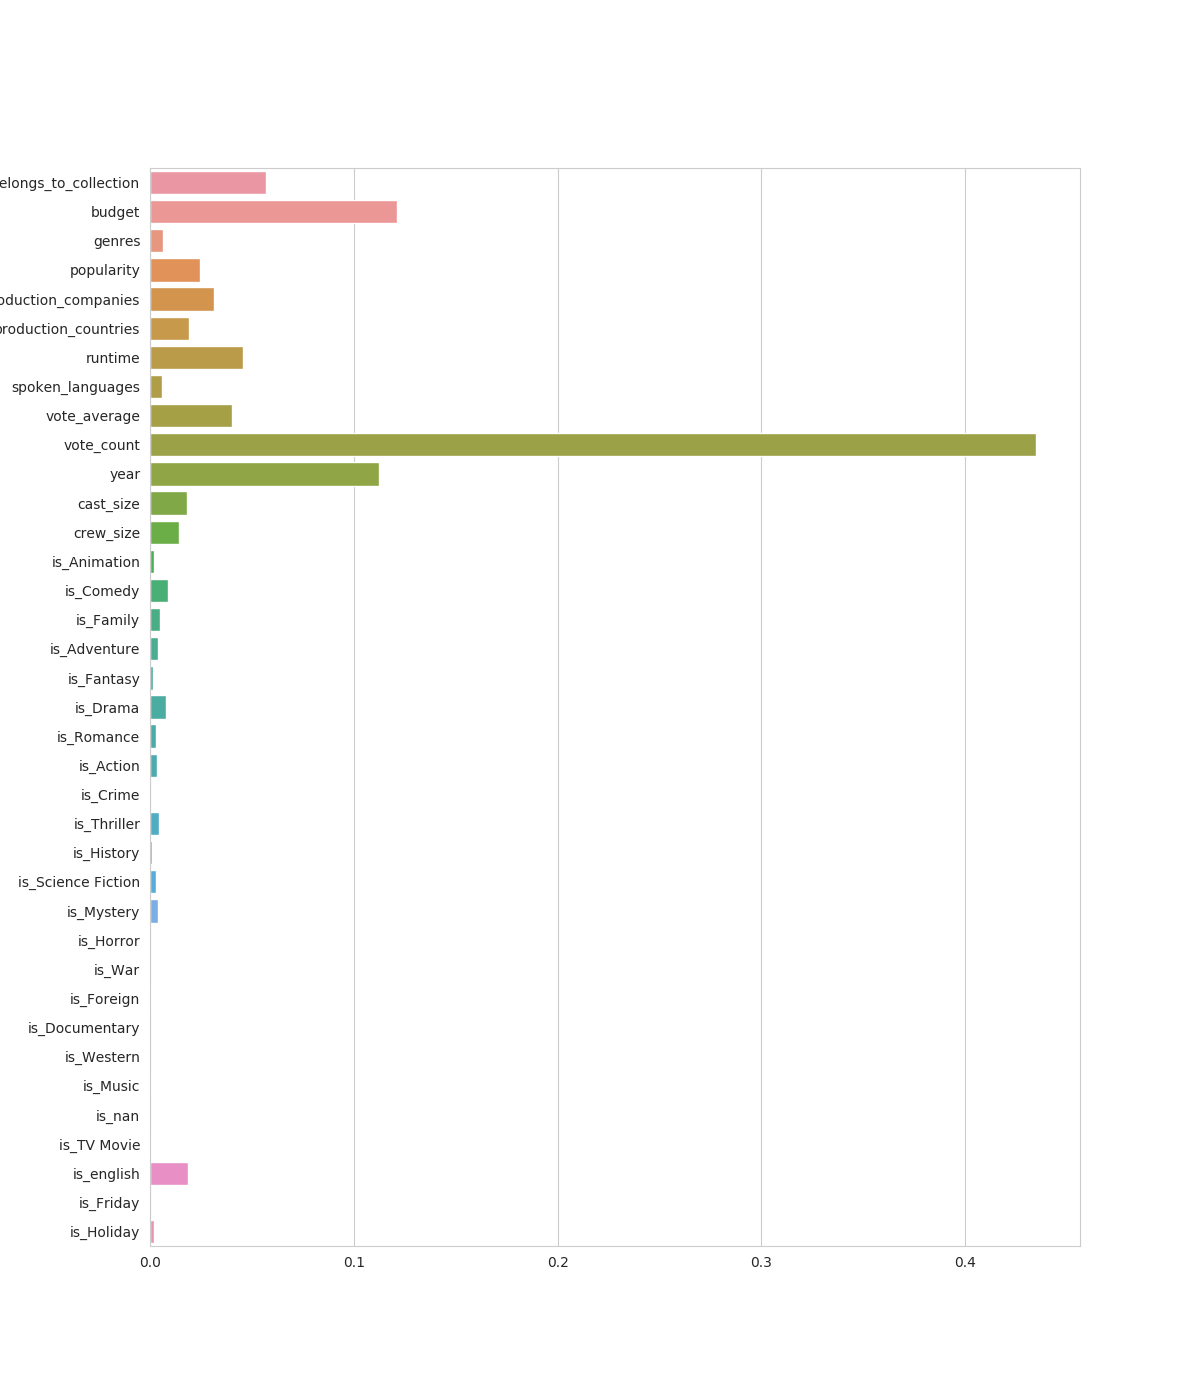 elongs_to_collection
budget
genres
popularity
oduction_companies
production_countries
runtime
spoken_languages
vote_average
vote_count
year
cast_size
crew_size
is_Animation
is_Comedy
is_Family
is_Adventure
is_Fantasy
is_Drama
is_Romance
is_Action
is_Crime
is_Thriller
is_History
is_Science Fiction
is_Mystery
is_Horror
is_War
is_Foreign
is_Documentary
is_Western
is_Music
is_nan
is_TV Movie
is_english
is_Friday
is_Holiday
0.0 0.1 0.2 0.3 0.4